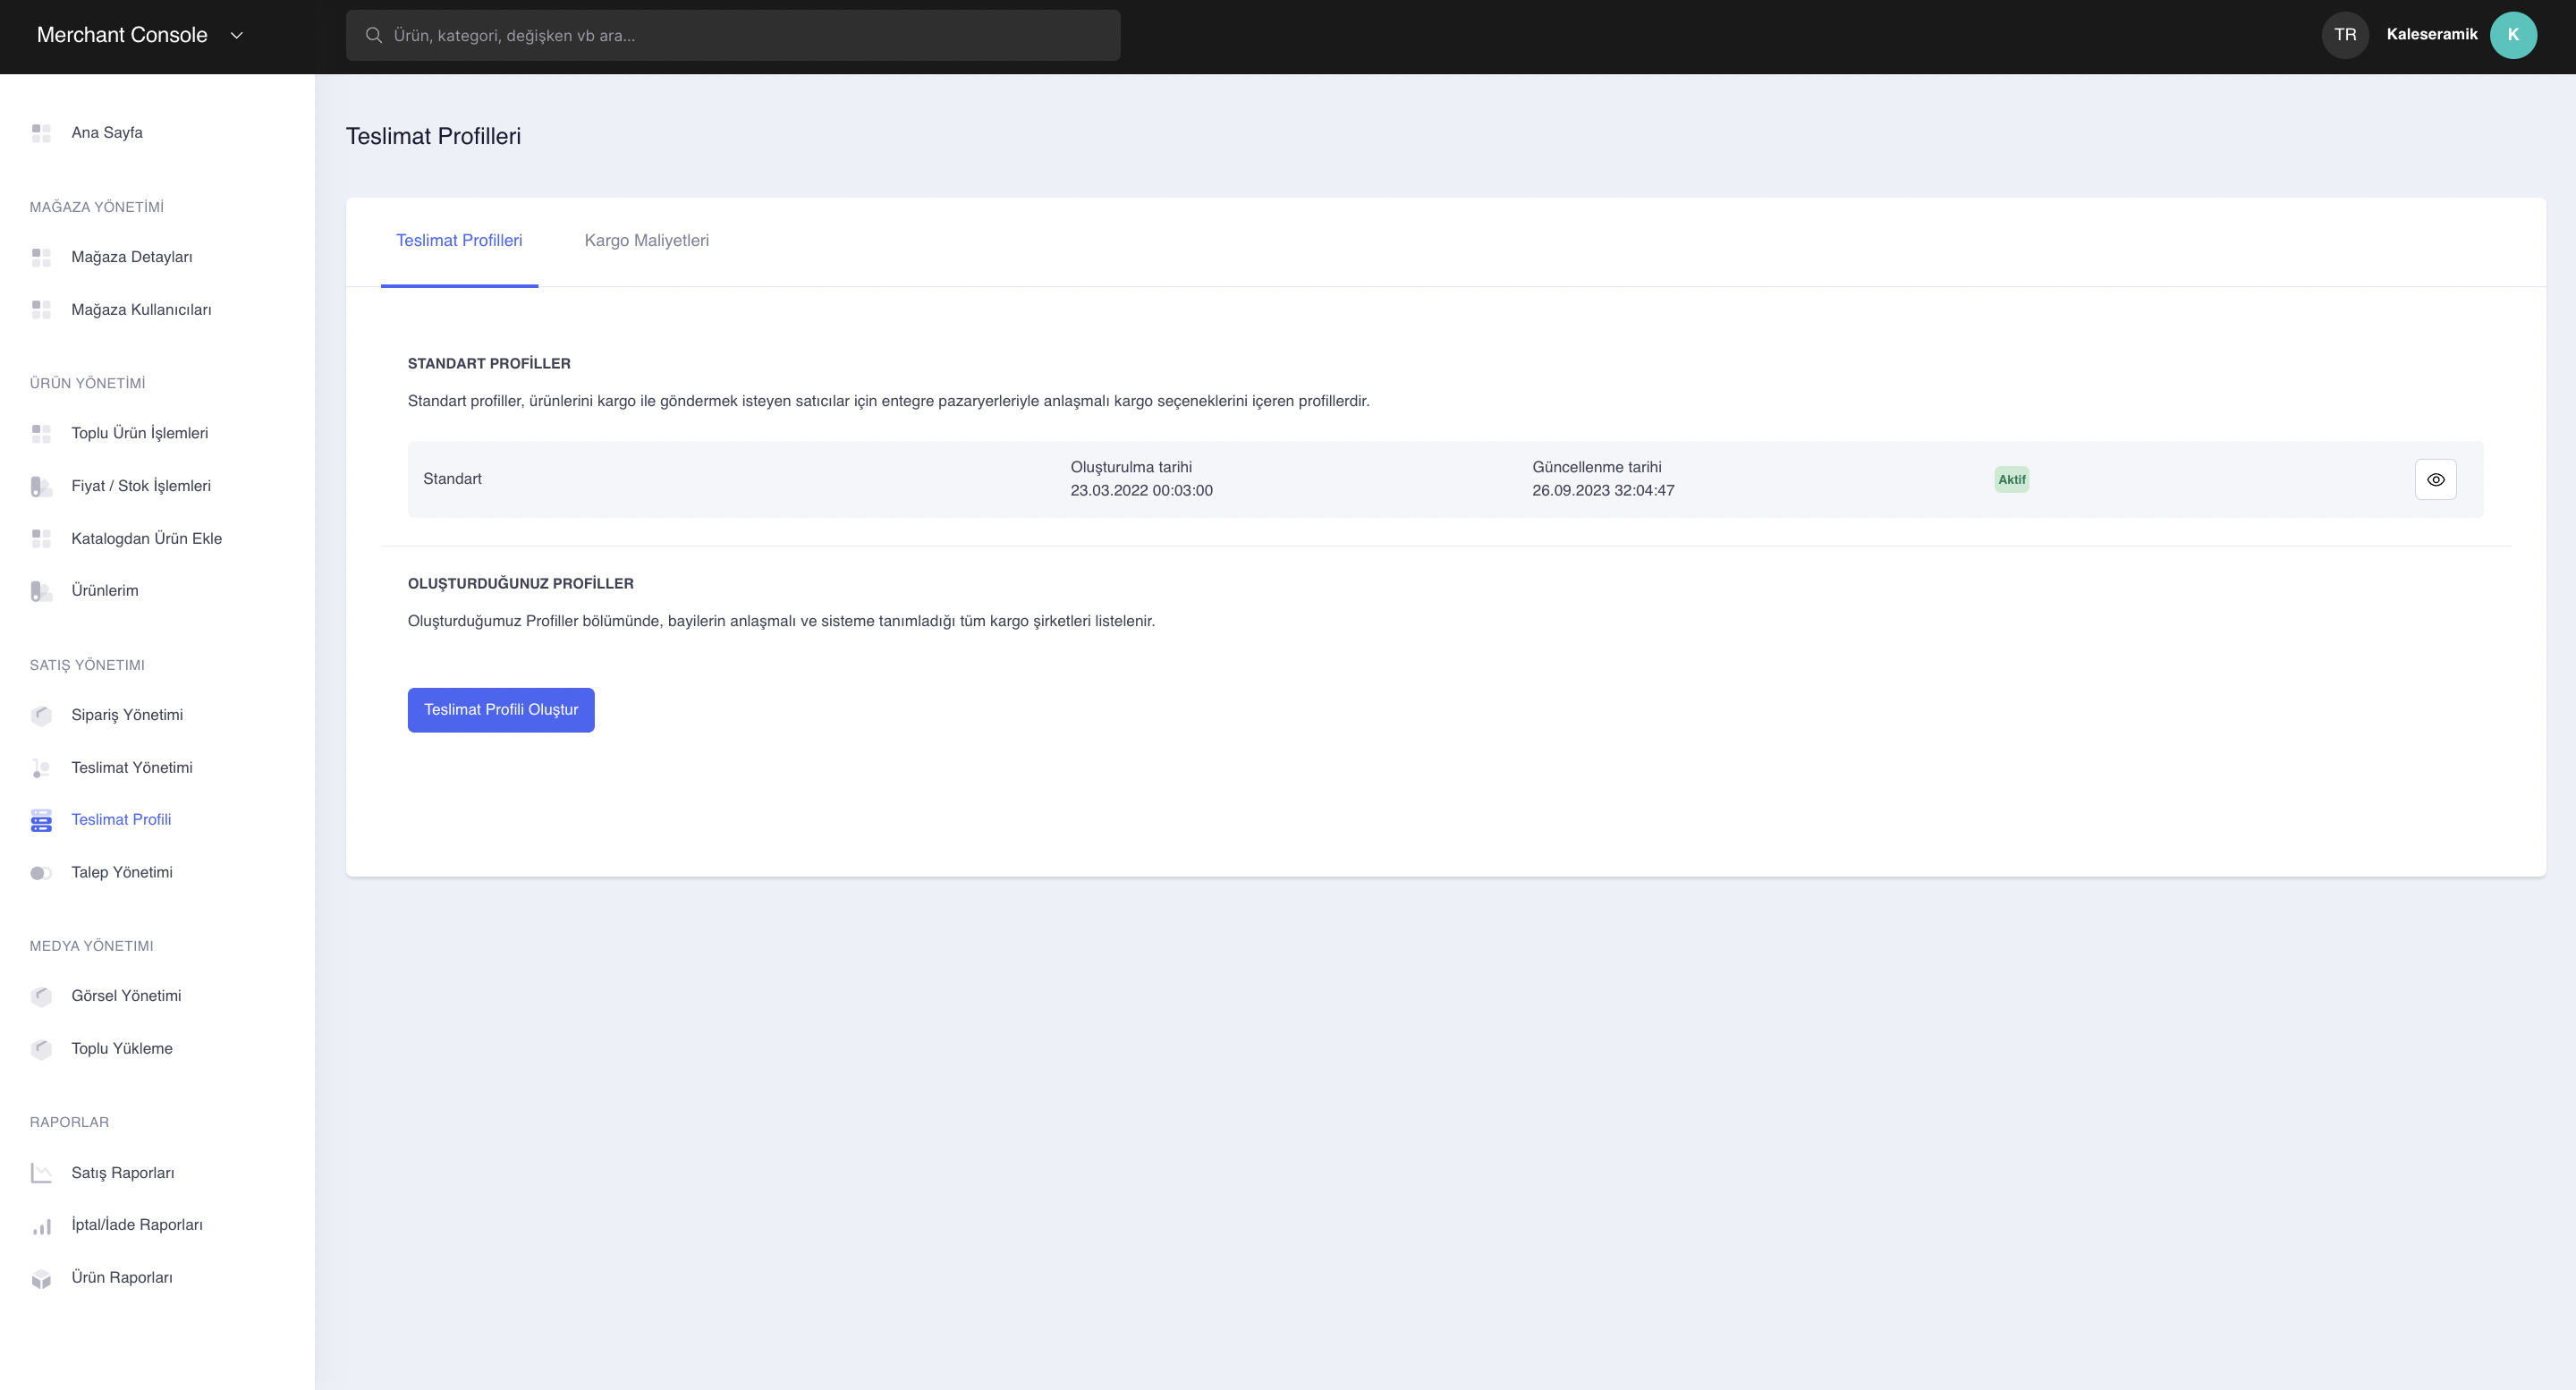 Merchant Console
Ürün, kategori, değişken vb ara...
TR
Kaleseramik
K
Ana Sayfa
MAĞAZA YÖNETİMİ
Mağaza Detayları
Mağaza Kullanıcıları
ÜRÜN YÖNETİMİ
Toplu Ürün İşlemleri
Fiyat / Stok İşlemleri
Katalogdan Ürün Ekle
Ürünlerim
SATIŞ YÖNETIMI
Sipariş Yönetimi
Teslimat Yönetimi
Teslimat Profili
Talep Yönetimi
MEDYA YÖNETIMI
Görsel Yönetimi
Toplu Yükleme
RAPORLAR
Satış Raporları
İptal/İade Raporları
Ürün Raporları
Teslimat Profilleri
Teslimat Profilleri
Kargo Maliyetleri
STANDART PROFİLLER
Standart profiller, ürünlerini kargo ile göndermek isteyen satıcılar için entegre pazaryerleriyle anlaşmalı kargo seçeneklerini içeren profillerdir.
Standart
Oluşturulma tarihi
23.03.2022 00:03:00
Güncellenme tarihi
26.09.2023 32:04:47
Aktif
OLUŞTURDUĞUNUZ PROFİLLER
Oluşturduğumuz Profiller bölümünde, bayilerin anlaşmalı ve sisteme tanımladığı tüm kargo şirketleri listelenir.
Teslimat Profili Oluştur